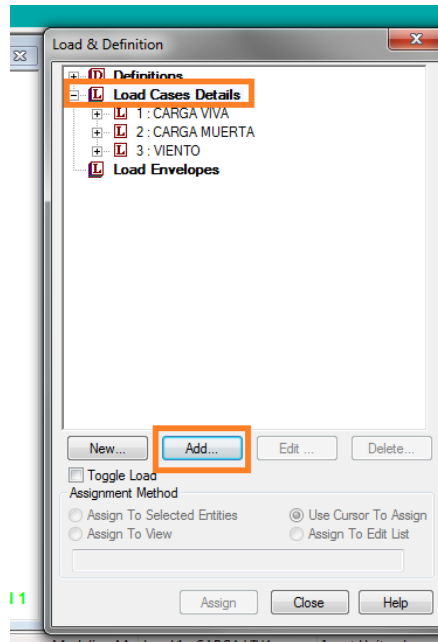 Load & Definition
D Definitions
L Load Cases Details
L 1 : CARGA VIVA
L 2 : CARGA MUERTA
L 3 : VIENTO
L Load Envelopes
New... Add... Edit ... Delete...
Toggle Load
Assignment Method
Assign To Selected Entities Use Cursor To Assign
Assign To View Assign To Edit List
1 1
Assign Close Help